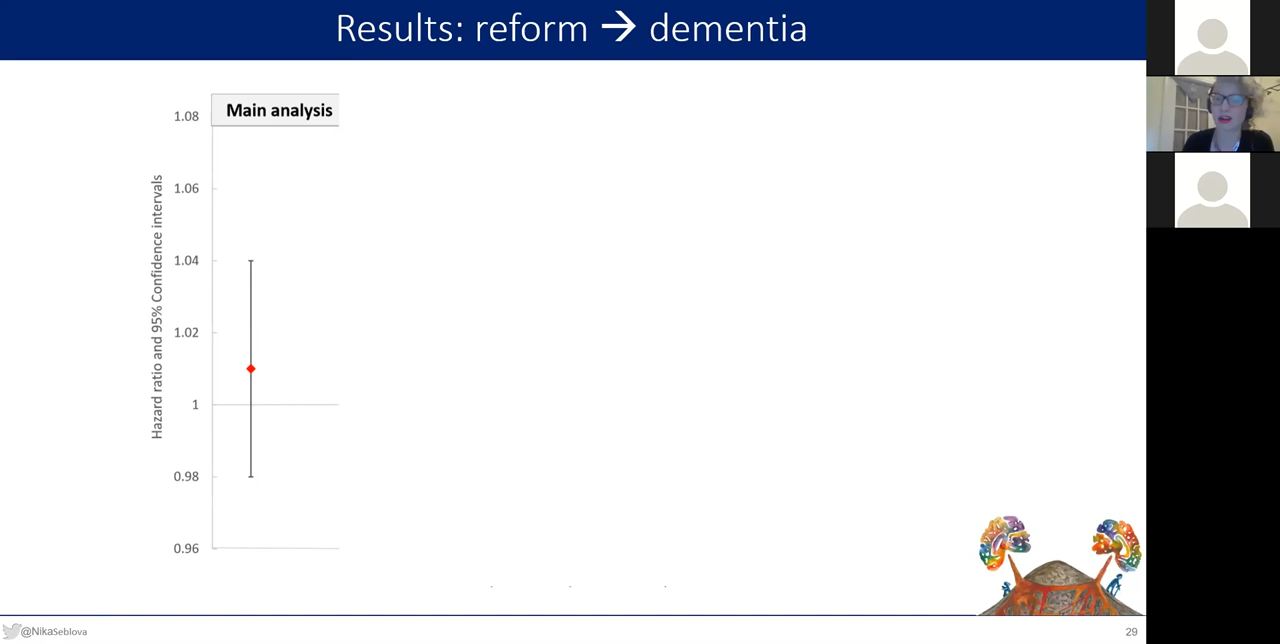 Results: reform → dementia
Main analysis
Hazard ratio and 95% Confidence intervals
1.08
1.06
1.04
1.02
1
0.98
0.96
@NikaSeblova
29